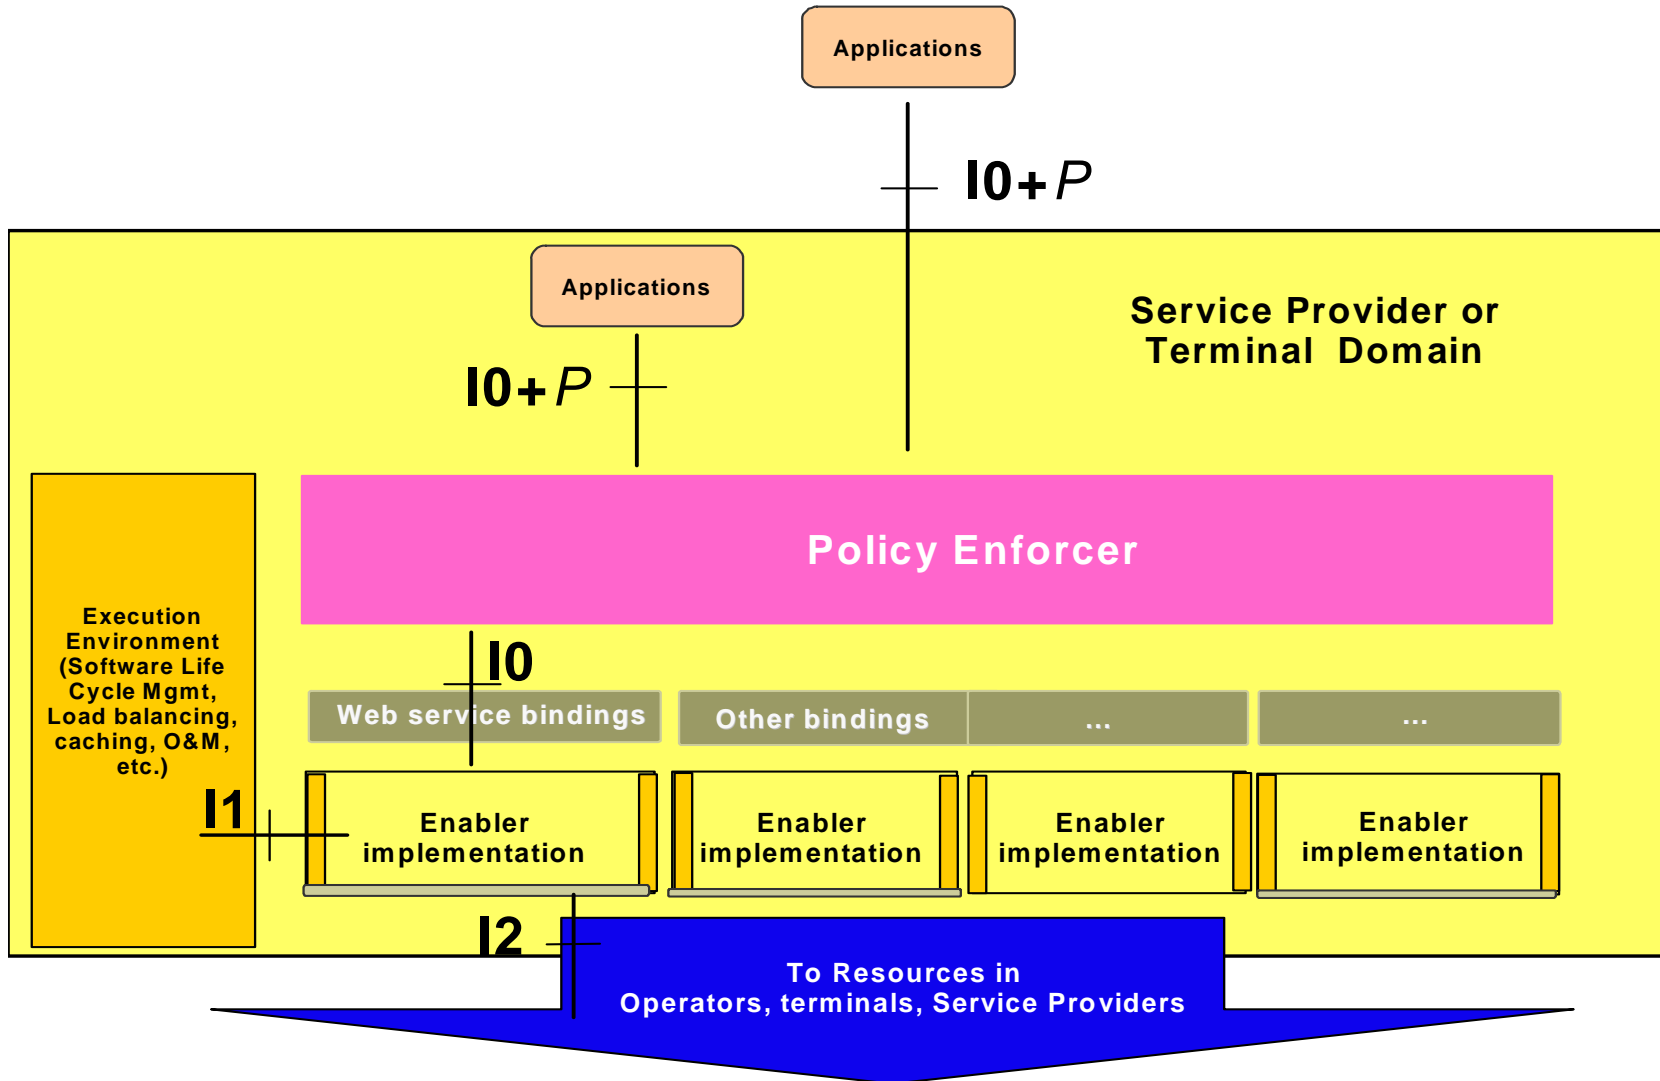 Applications
I0+P
Applications
Service Provider or
Terminal Domain
I0+P
Policy Enforcer
Execution
Environment
(Software Life
Cycle Mgmt,
Load balancing,
caching, O&M,
etc.)
I0
Web service bindings
Other bindings
...
...
I1
Enabler
implementation
Enabler
implementation
Enabler
implementation
Enabler
implementation
I2
To Resources in
Operators, terminals, Service Providers